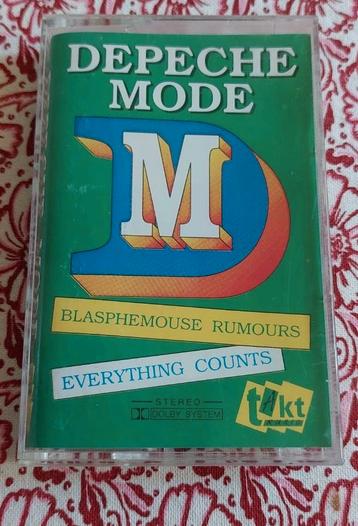 DEPECHE
MODE
D
M
BLASPHEMOUSE RUMOURS
EVERYTHING COUNTS
STEREO
DOLBY SYSTEM
tAkt